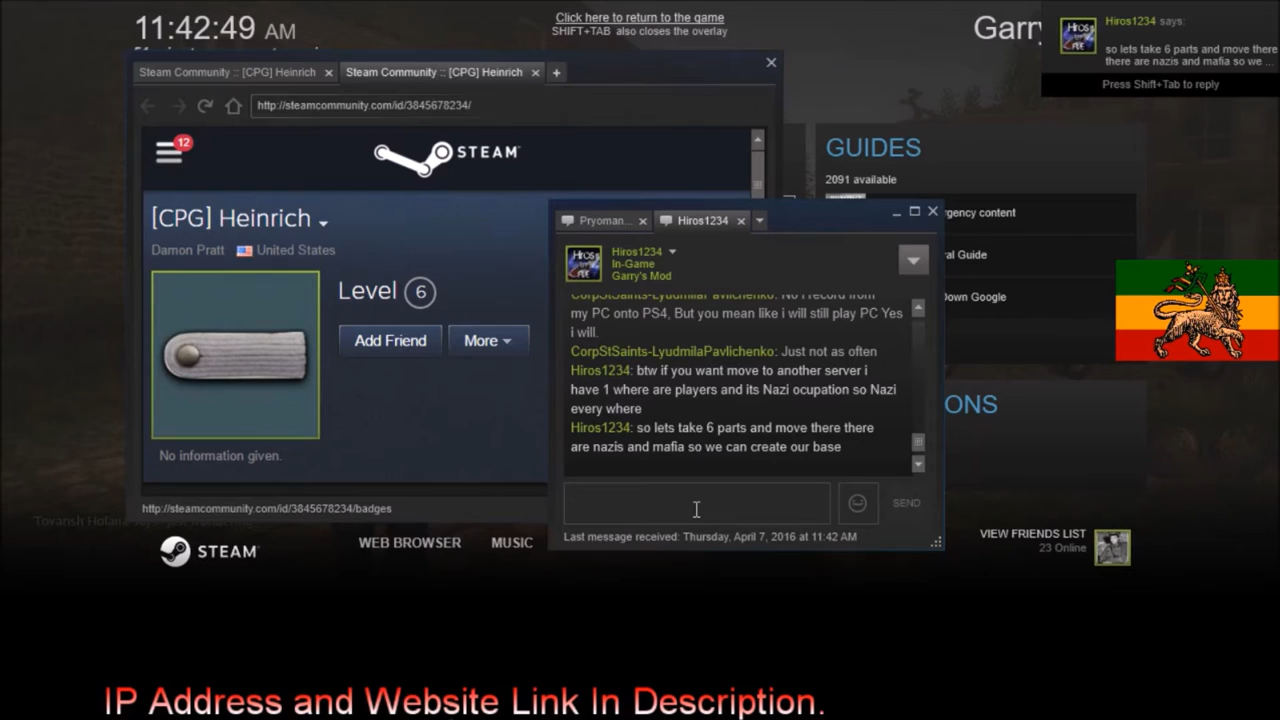 11:42:49 AM
Click here to return to the game
SHIFT+TAB also closes the overlay
Garry
Hiros1234 says:
so lets take 6 parts and move there
there are nazis and mafia so we ...
Press Shift+Tab to reply
Steam Community :: [CPG] Heinrich
Steam Community :: [CPG] Heinrich
http://steamcommunity.com/id/3845678234/
12
STEAM
[CPG] Heinrich
Damon Pratt United States
Level 6
Add Friend
More
No information given.
http://steamcommunity.com/id/3845678234/badges
GUIDES
2091 available
rgency content
ral Guide
Down Google
ONS
Pryoman...
Hiros1234
Hiros1234
In-Game
Garry's Mod
CorpStSaints-LyudmilaPavlichenko: No I record from
my PC onto PS4, But you mean like i will still play PC Yes
i will.
CorpStSaints-LyudmilaPavlichenko: Just not as often
Hiros1234: btw if you want move to another server i
have 1 where are players and its Nazi ocupation so Nazi
every where
Hiros1234: so lets take 6 parts and move there there
are nazis and mafia so we can create our base
SEND
Last message received: Thursday, April 7, 2016 at 11:42 AM
STEAM
WEB BROWSER
MUSIC
VIEW FRIENDS LIST
23 Online
IP Address and Website Link In Description.